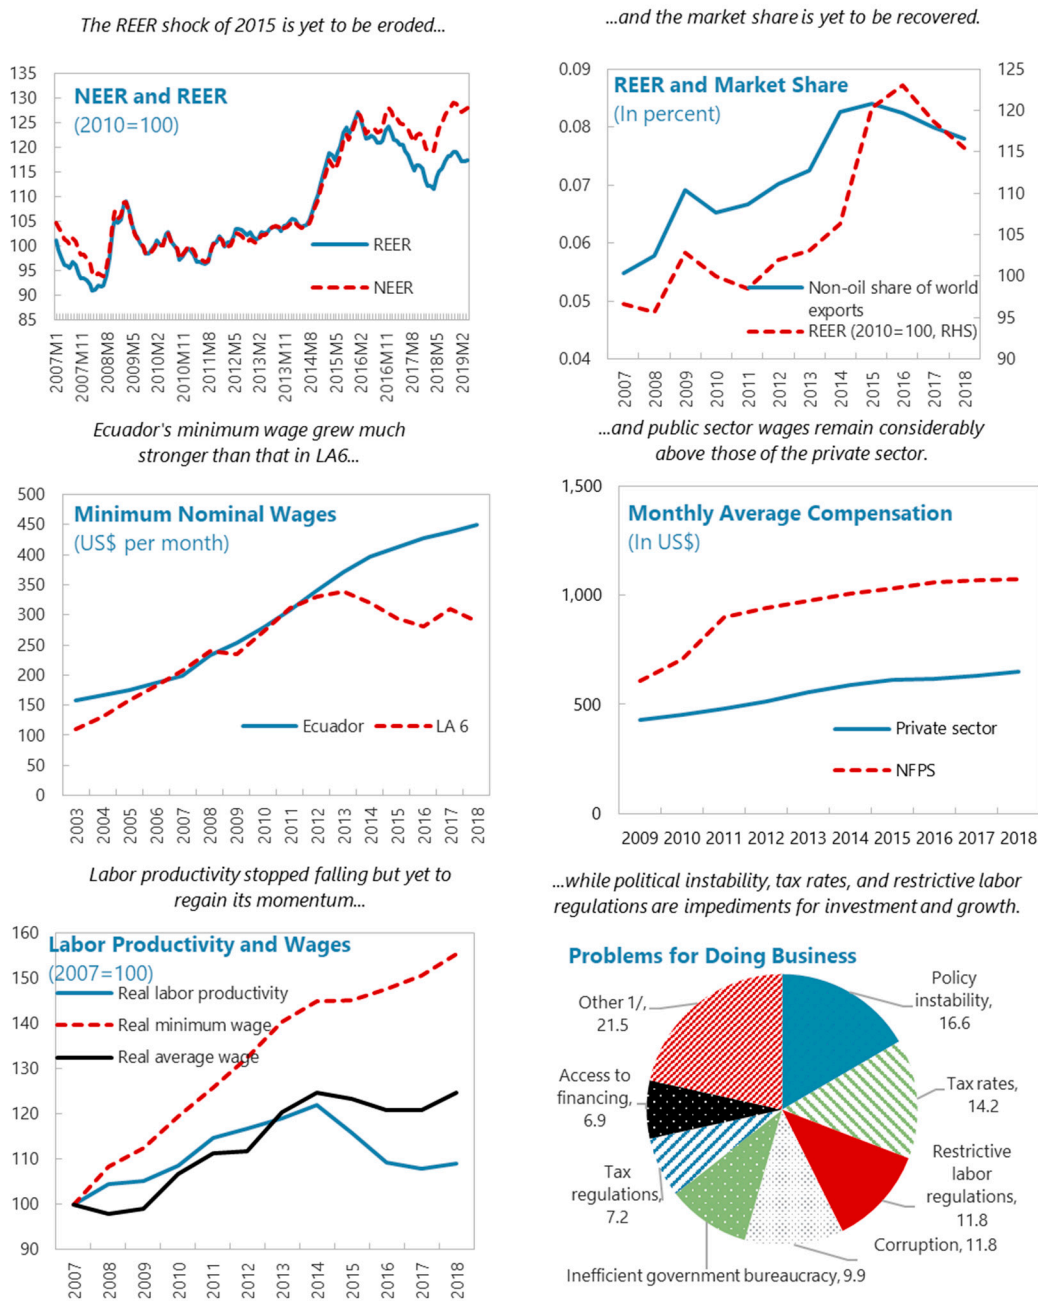 The REER shock of 2015 is yet to be eroded...
NEER and REER
(2010=100)
135
130
125
120
115
110
105
100
95
90
85
REER
NEER
2007M1
2007M11
2008M8
2009M5
2010M2
2010M11
2011M8
2012M5
2013M2
2013M11
2014M8
2015M5
2016M2
2016M11
2017M8
2018M5
2019M2
...and the market share is yet to be recovered.
REER and Market Share
(In percent)
0.09
0.08
0.07
0.06
0.05
0.04
125
120
115
110
105
100
95
90
Non-oil share of world
exports
REER (2010=100, RHS)
2007
2008
2009
2010
2011
2012
2013
2014
2015
2016
2017
2018
Ecuador's minimum wage grew much
stronger than that in LA6...
Minimum Nominal Wages
(US$ per month)
500
450
400
350
300
250
200
150
100
50
0
Ecuador
LA 6
2003
2004
2005
2006
2007
2008
2009
2010
2011
2012
2013
2014
2015
2016
2017
2018
...and public sector wages remain considerably
above those of the private sector.
Monthly Average Compensation
(In US$)
1,500
1,000
500
0
Private sector
NFPS
2009 2010 2011 2012 2013 2014 2015 2016 2017 2018
Labor productivity stopped falling but yet to
regain its momentum...
Labor Productivity and Wages
(2007=100)
160
150
140
130
120
110
100
90
Real labor productivity
Real minimum wage
Real average wage
2007
2008
2009
2010
2011
2012
2013
2014
2015
2016
2017
2018
...while political instability, tax rates, and restrictive labor
regulations are impediments for investment and growth.
Problems for Doing Business
Policy
instability,
16.6
Tax rates,
14.2
Restrictive
labor
regulations,
11.8
Corruption, 11.8
Inefficient government bureaucracy, 9.9
Tax
regulations,
7.2
Access to
financing,
6.9
Other 1/,
21.5